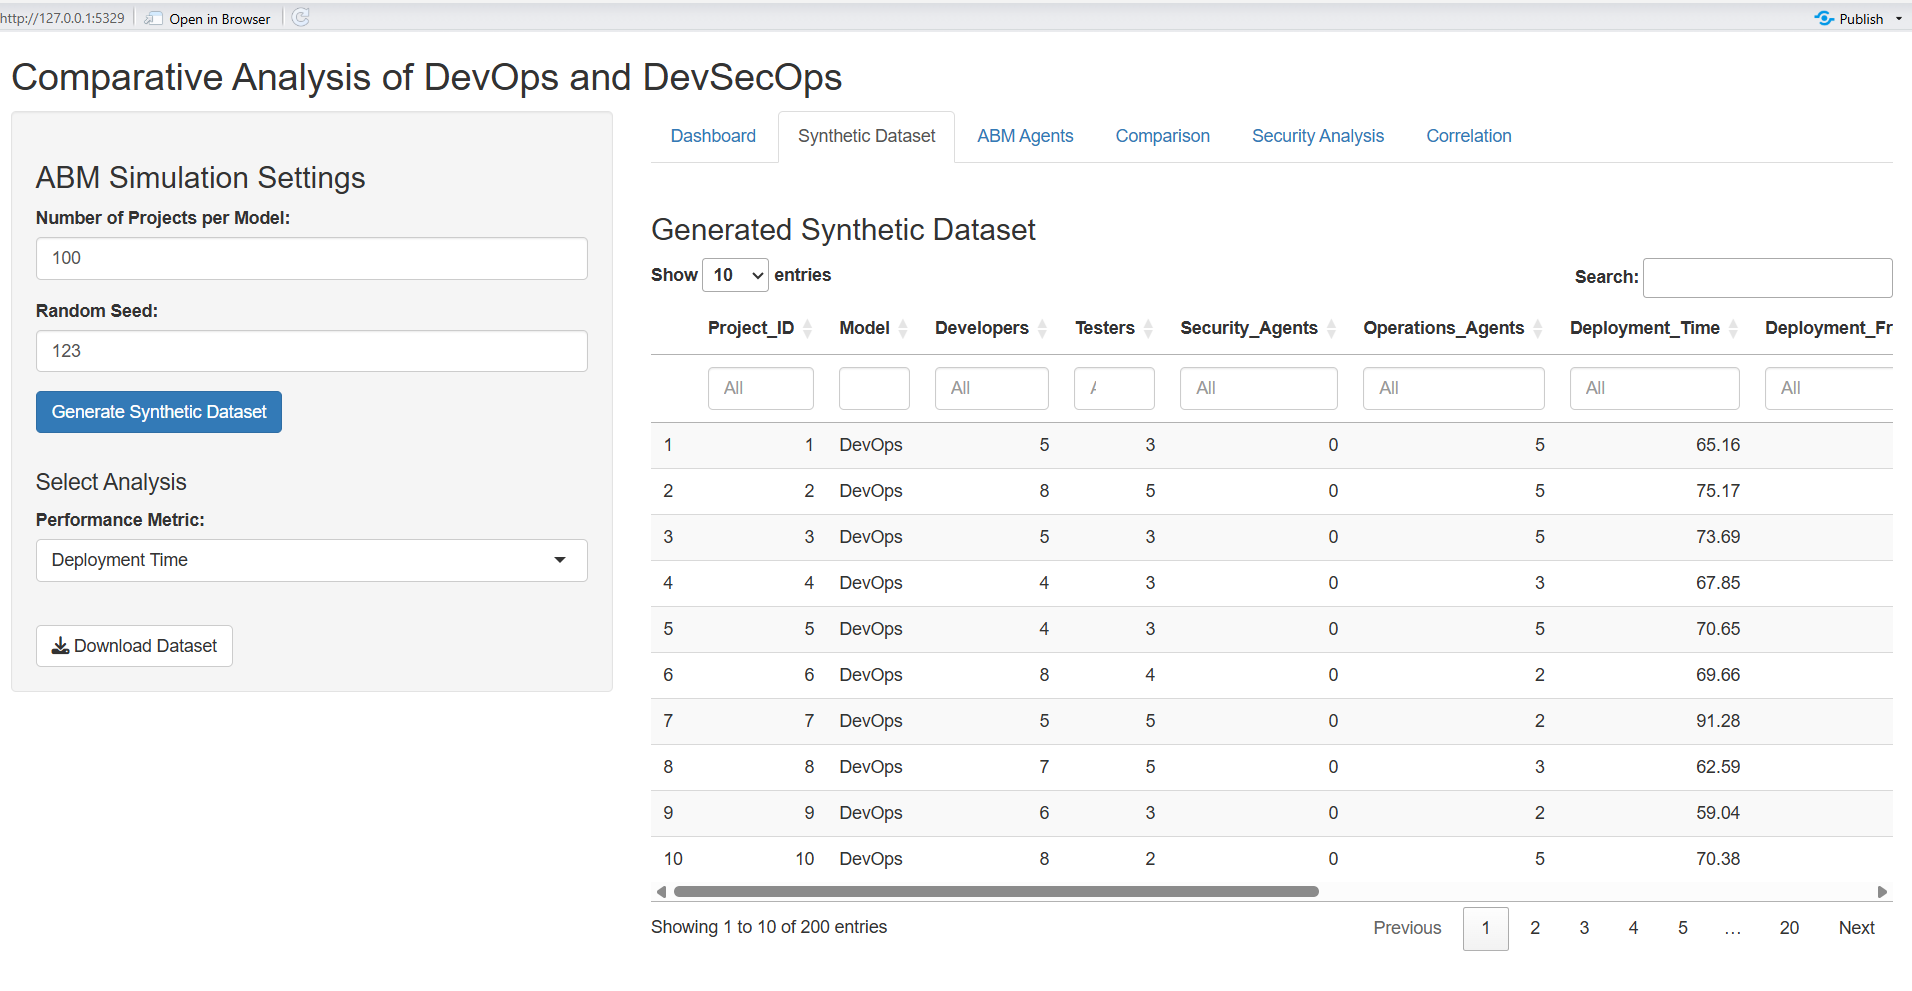 http://127.0.0.1:5329 Open in Browser Publish
Comparative Analysis of DevOps and DevSecOps
ABM Simulation Settings
Number of Projects per Model:
100
Random Seed:
123
Generate Synthetic Dataset
Select Analysis
Performance Metric:
Deployment Time
Download Dataset
Dashboard Synthetic Dataset ABM Agents Comparison Security Analysis Correlation
Generated Synthetic Dataset
Show 10 entries Search:
Project_ID Model Developers Testers Security_Agents Operations_Agents Deployment_Time Deployment_Fr
All All A All All All All
1 1 DevOps 5 3 0 5 65.16
2 2 DevOps 8 5 0 5 75.17
3 3 DevOps 5 3 0 5 73.69
4 4 DevOps 4 3 0 3 67.85
5 5 DevOps 4 3 0 5 70.65
6 6 DevOps 8 4 0 2 69.66
7 7 DevOps 5 5 0 2 91.28
8 8 DevOps 7 5 0 3 62.59
9 9 DevOps 6 3 0 2 59.04
10 10 DevOps 8 2 0 5 70.38
Showing 1 to 10 of 200 entries Previous 1 2 3 4 5 … 20 Next